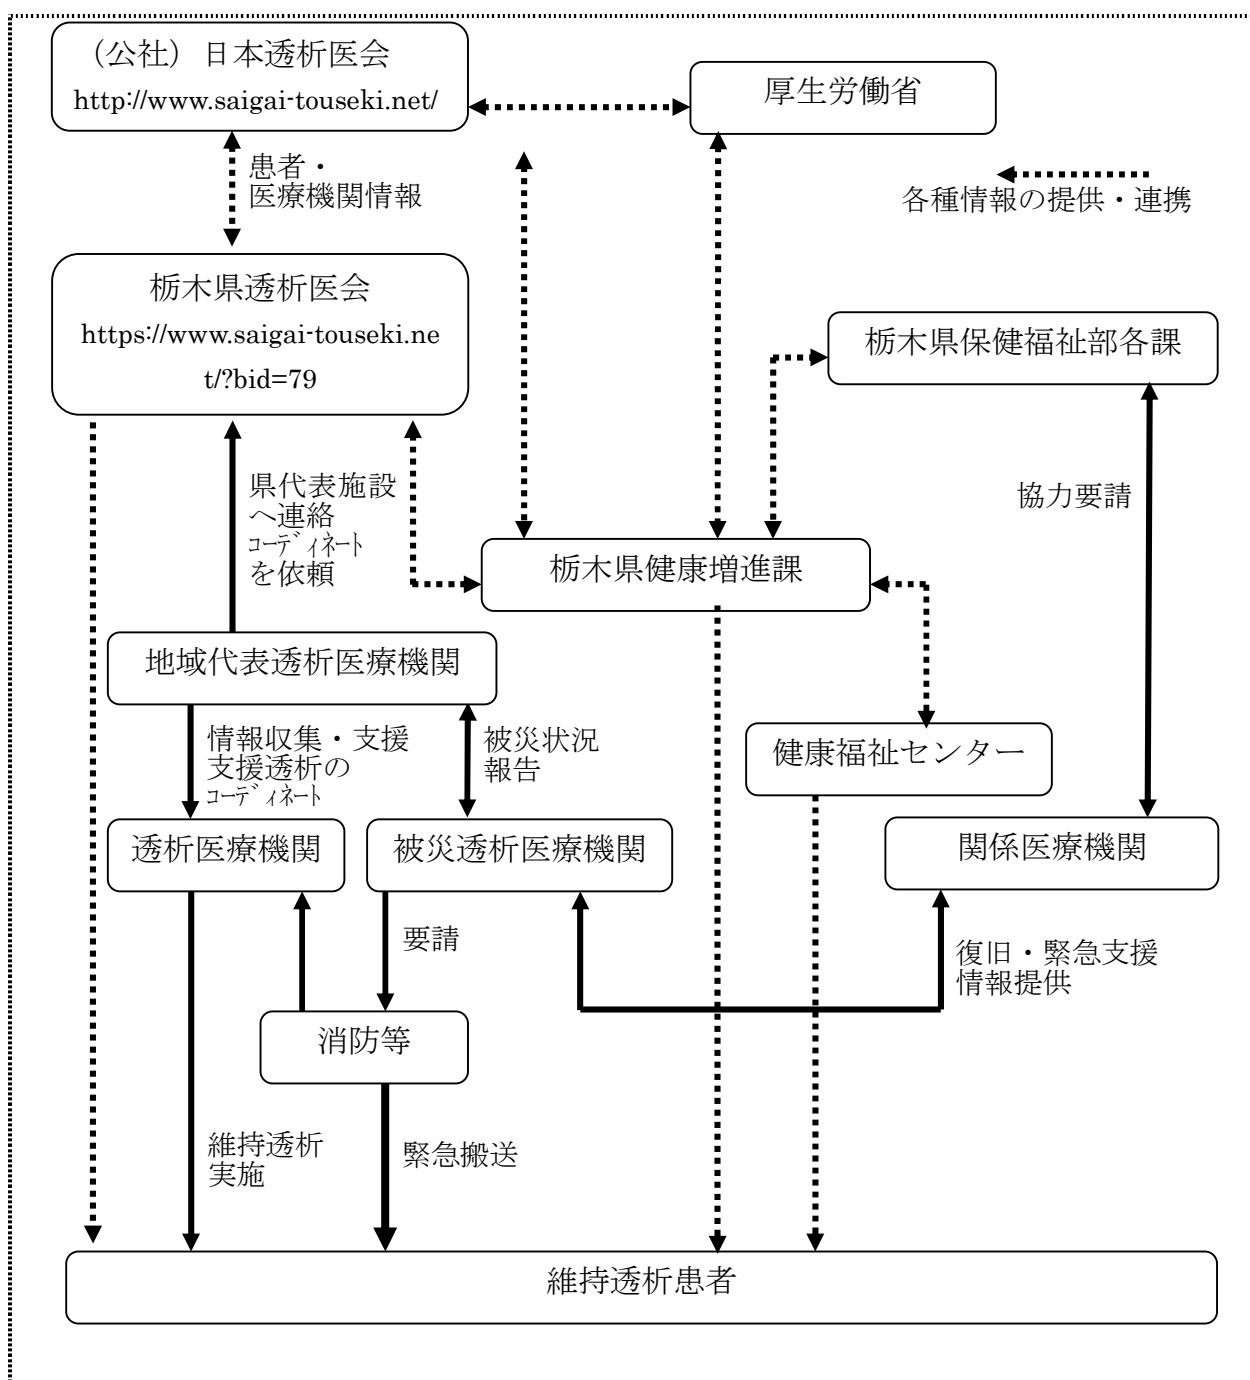 （公社）日本透析医会
http://www.saigai-touseki.net/
厚生労働省
患者・
医療機関情報
各種情報の提供・連携
栃木県透析医会
https://www.saigai-touseki.ne
t/?bid=79
栃木県保健福祉部各課
県代表施設
へ連絡
ｺｰﾃﾞｨﾈｰﾄ
を依頼
協力要請
栃木県健康増進課
地域代表透析医療機関
情報収集・支援
支援透析の
ｺｰﾃﾞｨﾈｰﾄ
被災状況
報告
健康福祉センター
透析医療機関
被災透析医療機関
関係医療機関
要請
復旧・緊急支援
情報提供
消防等
維持透析
実施
緊急搬送
維持透析患者